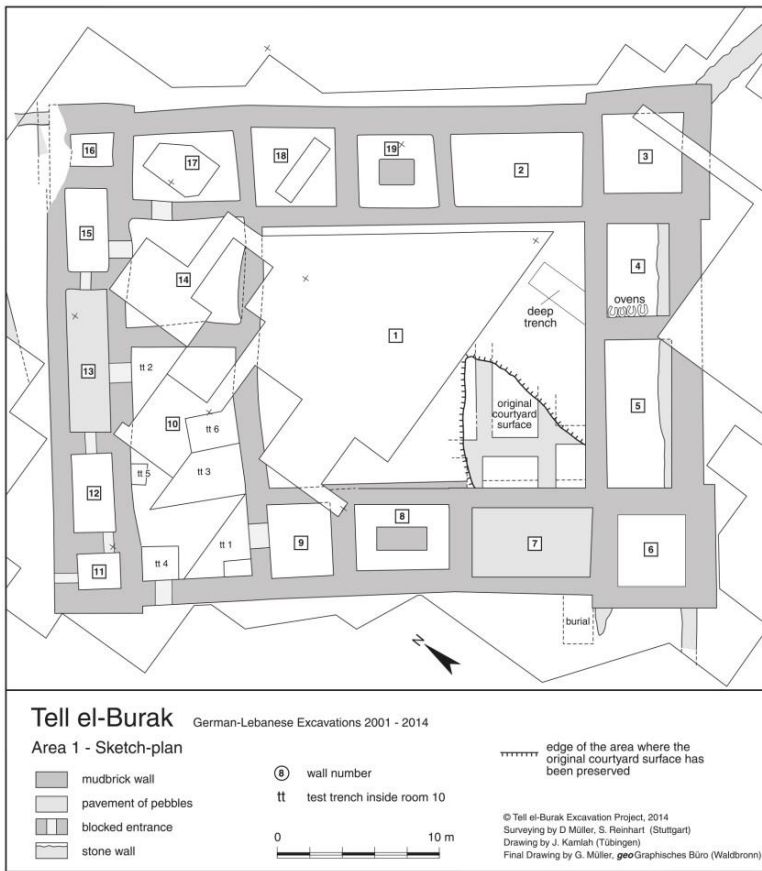 16
17
18
19
2
3
15
14
4
ovens
deep
trench
1
13
tt 2
original
courtyard
surface
5
10
tt 6
tt 5
tt 3
12
8
9
7
6
tt 1
11
tt 4
burial
N
Tell el-Burak German-Lebanese Excavations 2001 - 2014
Area 1 - Sketch-plan
mudbrick wall
pavement of pebbles
blocked entrance
stone wall
8 wall number
tt test trench inside room 10
0 10 m
edge of the area where the
original courtyard surface has
been preserved
© Tell el-Burak Excavation Project, 2014
Surveying by D Müller, S. Reinhart (Stuttgart)
Drawing by J. Kamlah (Tübingen)
Final Drawing by G. Müller, geoGraphisches Büro (Waldbronn)